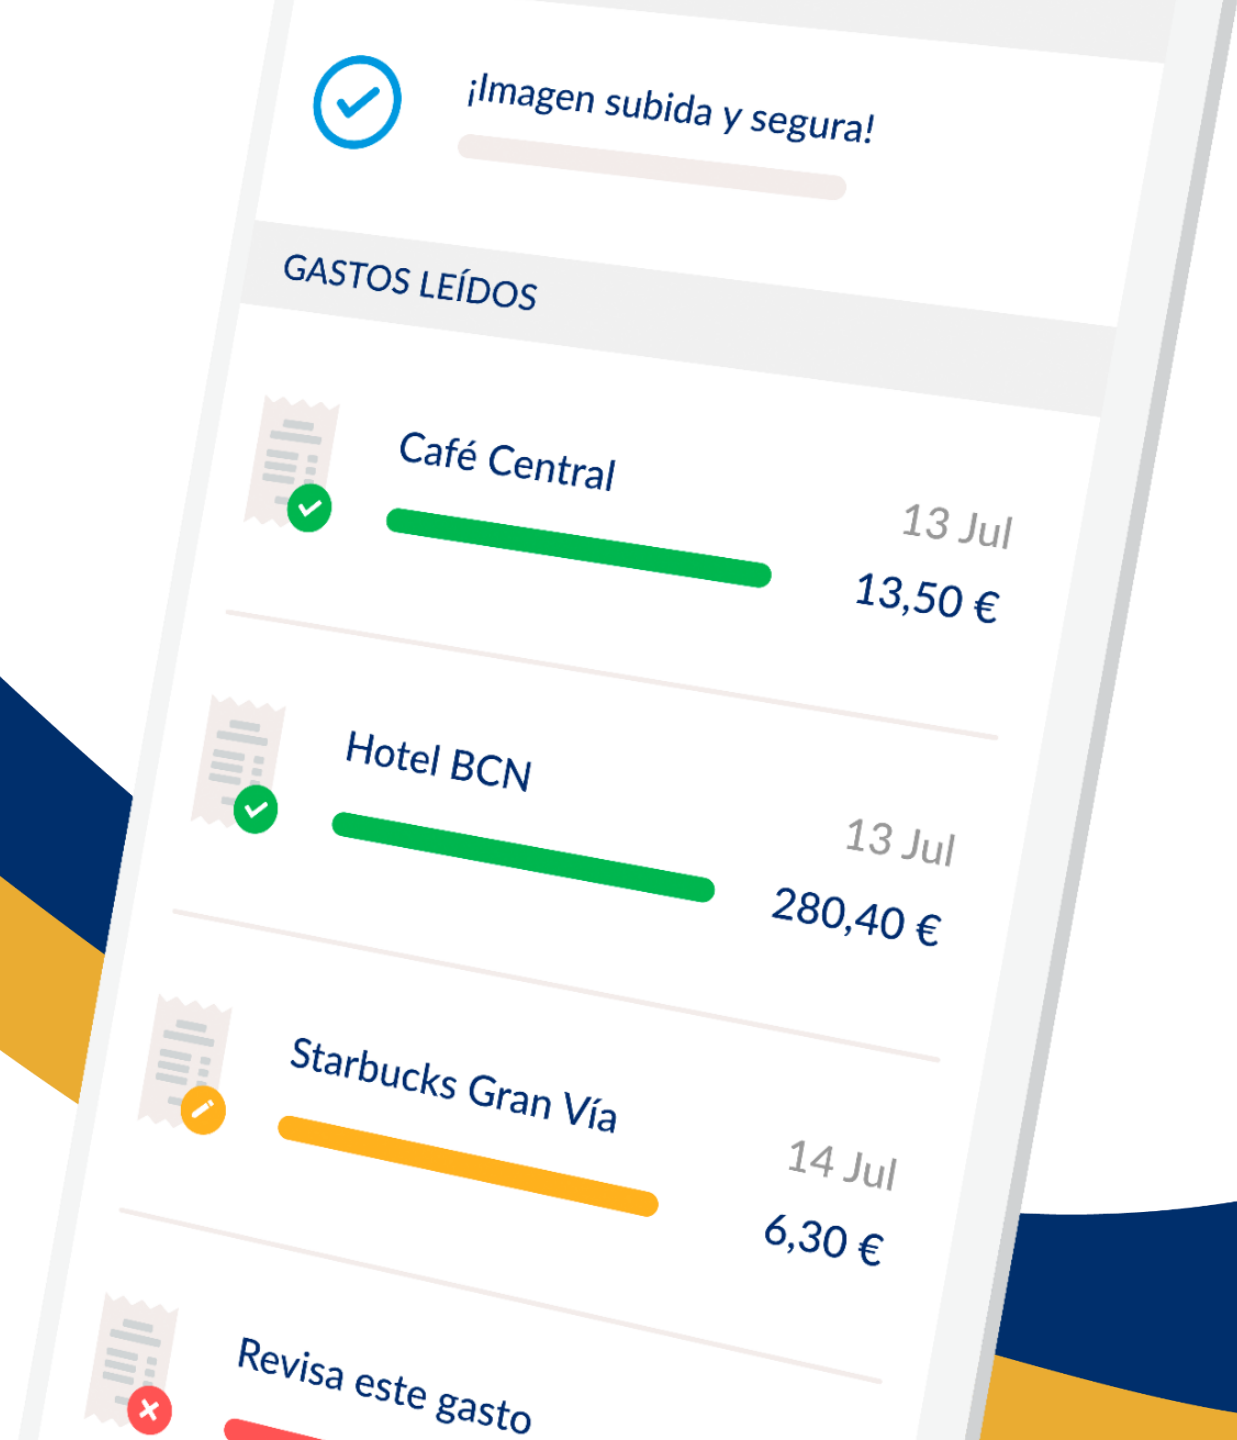 ¡Imagen subida y segura!
GASTOS LEÍDOS
Café Central
13 Jul
13,50 €
Hotel BCN
13 Jul
280,40 €
Starbucks Gran Vía
14 Jul
6,30 €
Revisa este gasto